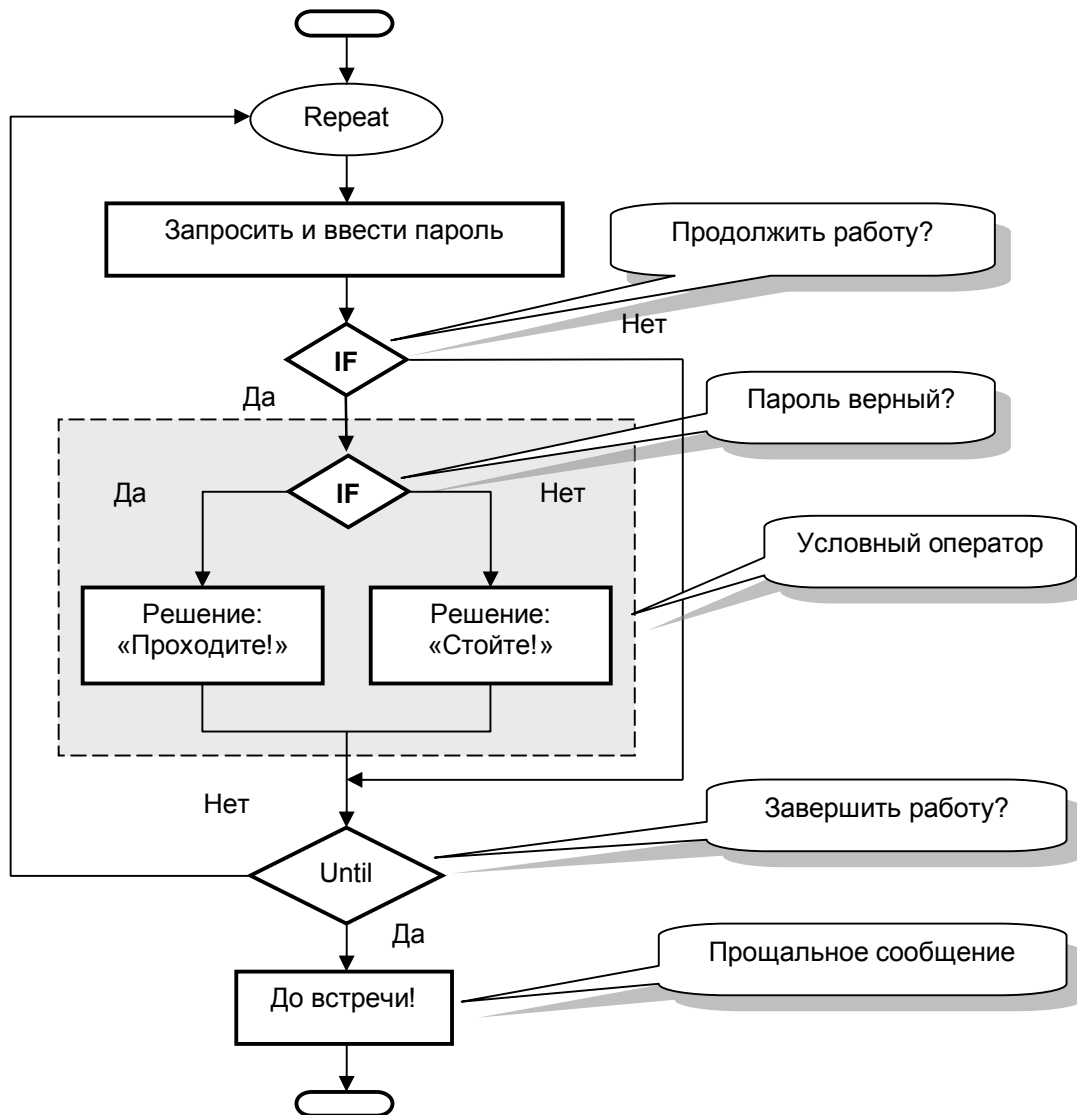 Repeat
Запросить и ввести пароль
Продолжить работу?
Нет
IF
Да
Пароль верный?
Да
IF
Нет
Условный оператор
Решение:
«Проходите!»
Решение:
«Стойте!»
Нет
Завершить работу?
Until
Да
Прощальное сообщение
До встречи!